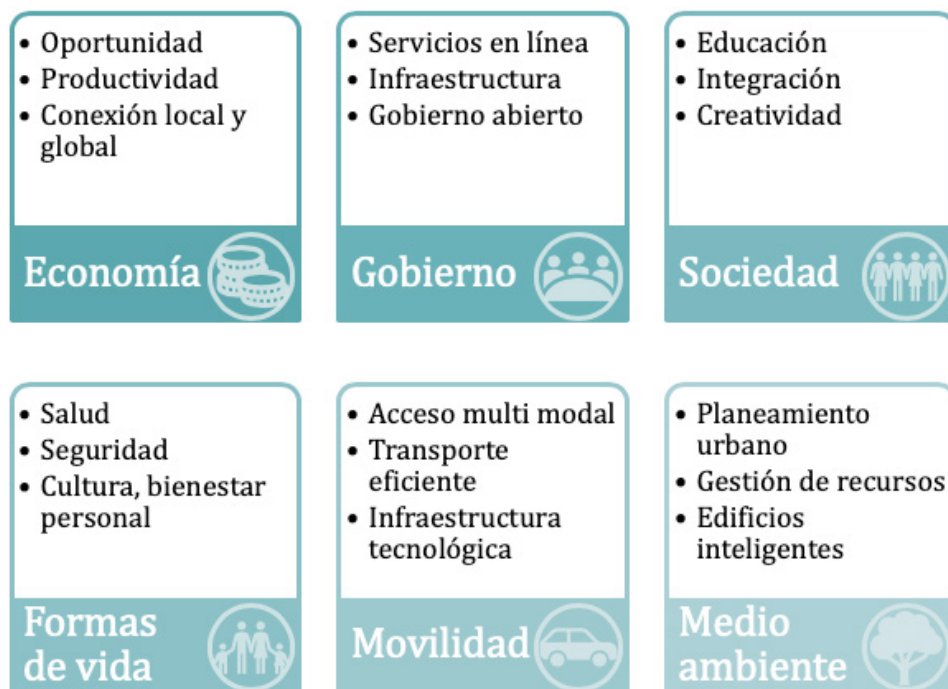 • Oportunidad
• Productividad
• Conexión local y
global
Economía
• Servicios en línea
• Infraestructura
• Gobierno abierto
Gobierno
• Educación
• Integración
• Creatividad
Sociedad
• Salud
• Seguridad
• Cultura, bienestar
personal
Formas
de vida
• Acceso multi modal
• Transporte
eficiente
• Infraestructura
tecnológica
Movilidad
• Planeamiento
urbano
• Gestión de recursos
• Edificios
inteligentes
Medio
ambiente